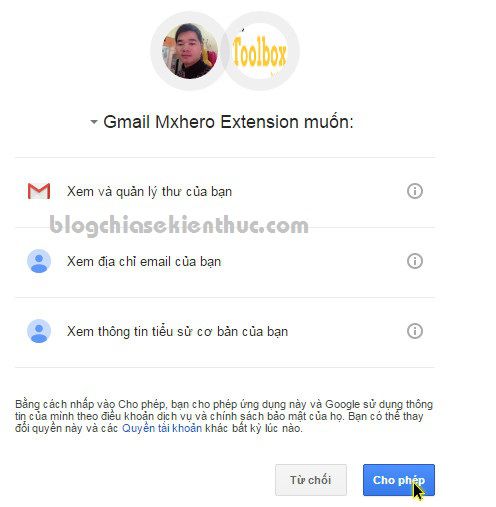 Toolbox
Gmail Mxhero Extension muốn:
Xem và quản lý thư của bạn
blogchiasekienthuc.com
Xem địa chỉ email của bạn
Xem thông tin tiểu sử cơ bản của bạn
Bằng cách nhấp vào Cho phép, bạn cho phép ứng dụng này và Google sử dụng thông
tin của mình theo điều khoản dịch vụ và chính sách bảo mật của họ. Bạn có thể thay
đổi quyền này và các Quyền tài khoản khác bất kỳ lúc nào.
Từ chối
Cho phép